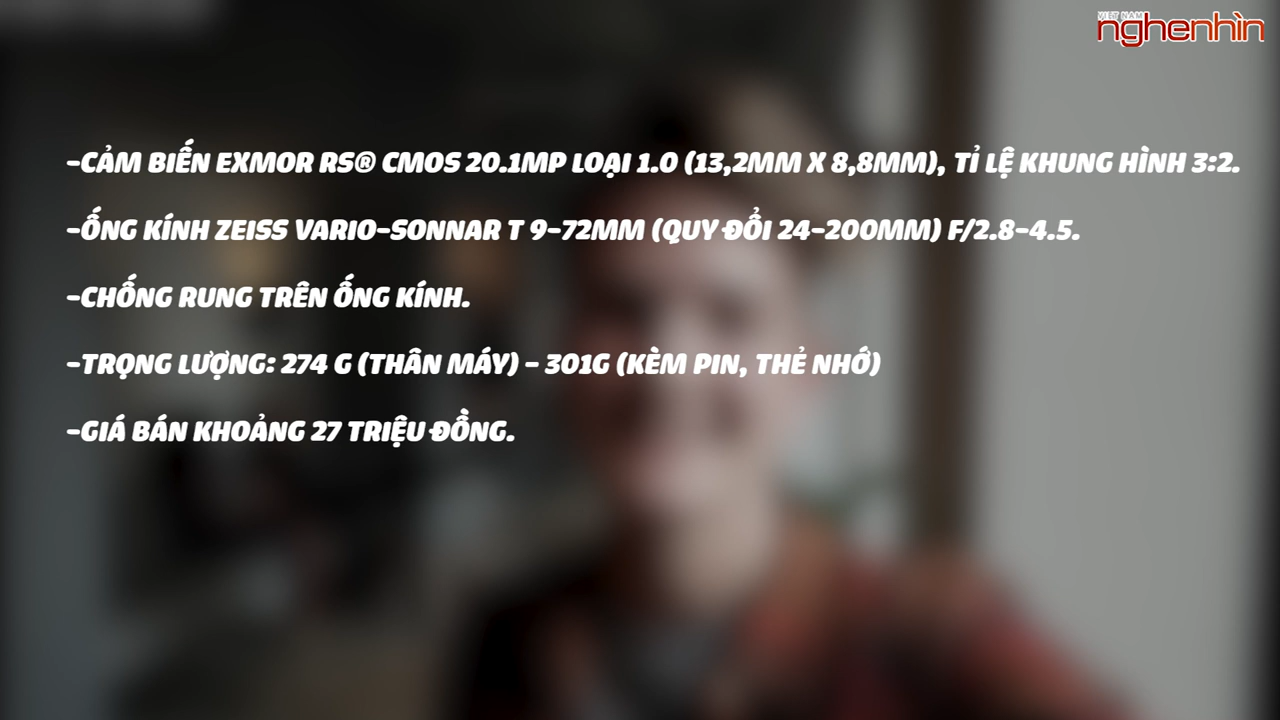 VIET NAM
nghenhìn
-CẢM BIẾN EXMOR RS® CMOS 20.1MP LOẠI 1.0 (13,2MM X 8,8MM), TỈ LỆ KHUNG HÌNH 3:2.
-ỐNG KÍNH ZEISS VARIO-SONNAR T 9-72MM (QUY ĐỔI 24-200MM) F/2.8-4.5.
-CHỐNG RUNG TRÊN ỐNG KÍNH.
-TRỌNG LƯỢNG: 274 G (THÂN MÁY) - 301G (KÈM PIN, THẺ NHỚ)
-GIÁ BÁN KHOẢNG 27 TRIỆU ĐỒNG.